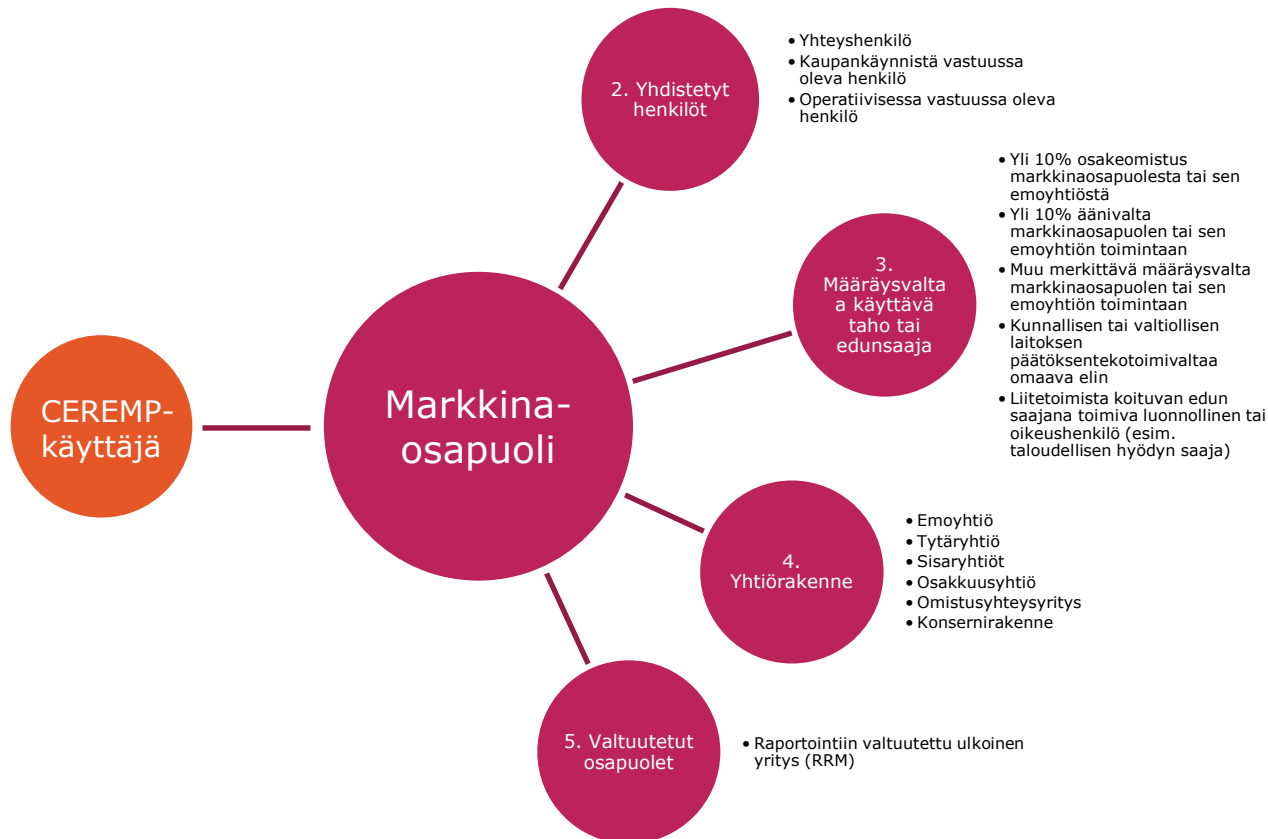 CEREMP-
käyttäjä
Markkina-
osapuoli
2. Yhdistetyt
henkilöt
• Yhteyshenkilö
• Kaupankäynnistä vastuussa
oleva henkilö
• Operatiivisessa vastuussa oleva
henkilö
3.
Määräysvalta
a käyttävä
taho tai
edunsaaja
• Yli 10% osakeomistus
markkinaosapuolesta tai sen
emoyhtiöstä
• Yli 10% äänivalta
markkinaosapuolen tai sen
emoyhtiön toimintaan
• Muu merkittävä määräysvalta
markkinaosapuolen tai sen
emoyhtiön toimintaan
• Kunnallisen tai valtiollisen
laitoksen
päätöksentekotoimivaltaa
omaava elin
• Liitetoimista koituvan edun
saajana toimiva luonnollinen tai
oikeushenkilö (esim.
taloudellisen hyödyn saaja)
4.
Yhtiörakenne
• Emoyhtiö
• Tytäryhtiö
• Sisaryhtiöt
• Osakkuusyhtiö
• Omistusyhteysyritys
• Konsernirakenne
5. Valtuutetut
osapuolet
• Raportointiin valtuutettu ulkoinen
yritys (RRM)